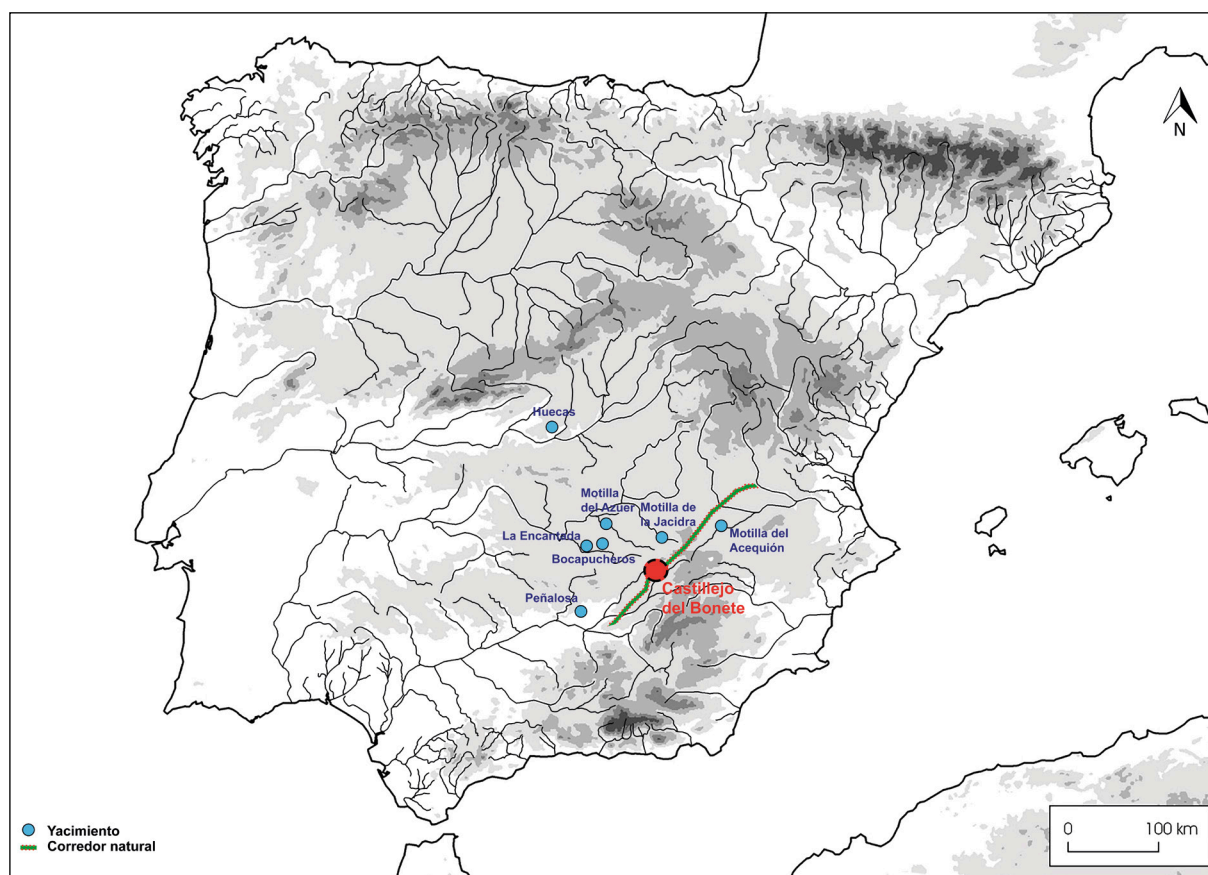 N
Huecas
Motilla
del Azuer
Motilla de
la Jacidra
La Encantada
Bocapucheros
Motilla del
Acequión
Castillejo
del Bonete
Peñalosa
Yacimiento
Corredor natural
0 100 km